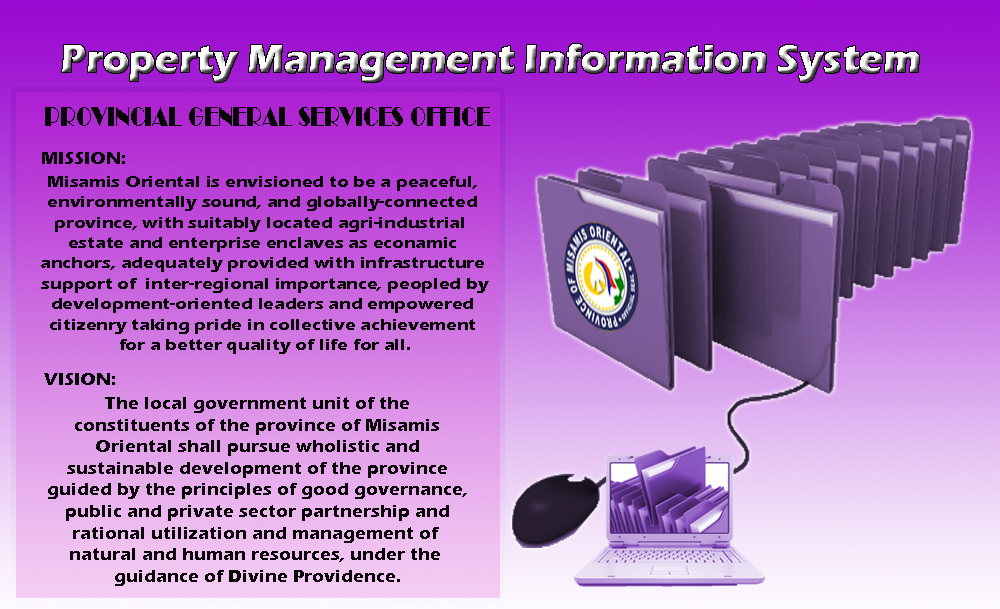 Property Management Information System
PROVINCIAL GENERAL SERVICES OFFICE
MISSION:
Misamis Oriental is envisioned to be a peaceful,
environmentally sound, and globally-connected
province, with suitably located agri-industrial
estate and enterprise enclaves as econamic
anchors, adequately provided with infrastructure
support of inter-regional importance, peopled by
development-oriented leaders and empowered
citizenry taking pride in collective achievement
for a better quality of life for all.
VISION:
The local government unit of the
constituents of the province of Misamis
Oriental shall pursue wholistic and
sustainable development of the province
guided by the principles of good governance,
public and private sector partnership and
rational utilization and management of
natural and human resources, under the
guidance of Divine Providence.
PROVINCE OF MISAMIS ORIENTAL